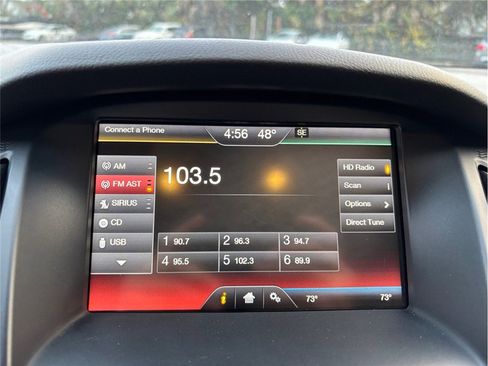 Connect a Phone
4:56 48° SE
AM
FM AST
SIRIUS
CD
USB
103.5
HD Radio
Scan
Options
Direct Tune
1 90.7 2 96.3 3 94.7
4 95.5 5 102.3 6 89.9
i 73° 73°